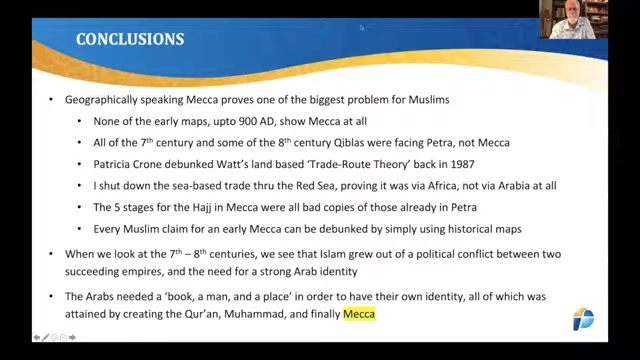 CONCLUSIONS
• Geographically speaking Mecca proves one of the biggest problem for Muslims
• None of the early maps, upto 900 AD, show Mecca at all
• All of the 7th century and some of the 8th century Qiblas were facing Petra, not Mecca
• Patricia Crone debunked Watt's land based 'Trade-Route Theory' back in 1987
• I shut down the sea-based trade thru the Red Sea, proving it was via Africa, not via Arabia at all
• The 5 stages for the Hajj in Mecca were all bad copies of those already in Petra
• Every Muslim claim for an early Mecca can be debunked by simply using historical maps
• When we look at the 7th – 8th centuries, we see that Islam grew out of a political conflict between two
succeeding empires, and the need for a strong Arab identity
• The Arabs needed a 'book, a man, and a place' in order to have their own identity, all of which was
attained by creating the Qur'an, Muhammad, and finally Mecca